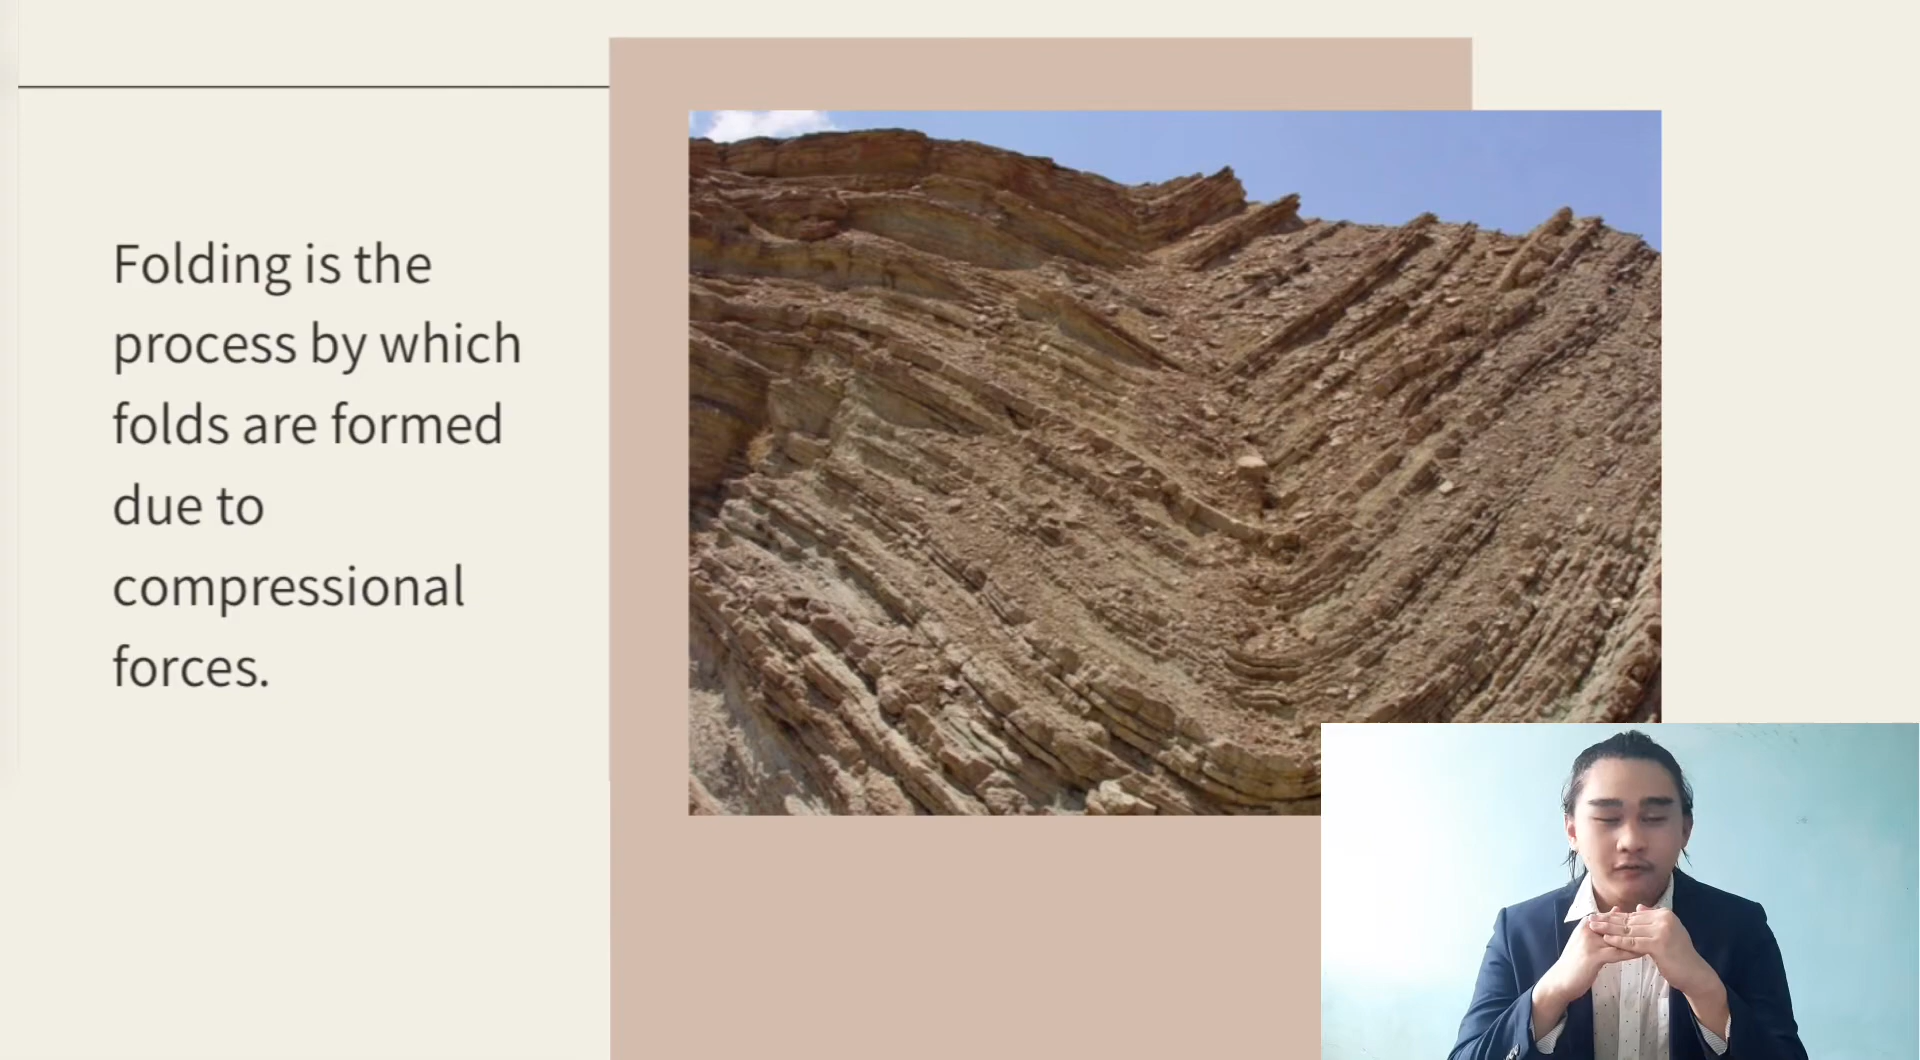 Folding is the
process by which
folds are formed
due to
compressional
forces.